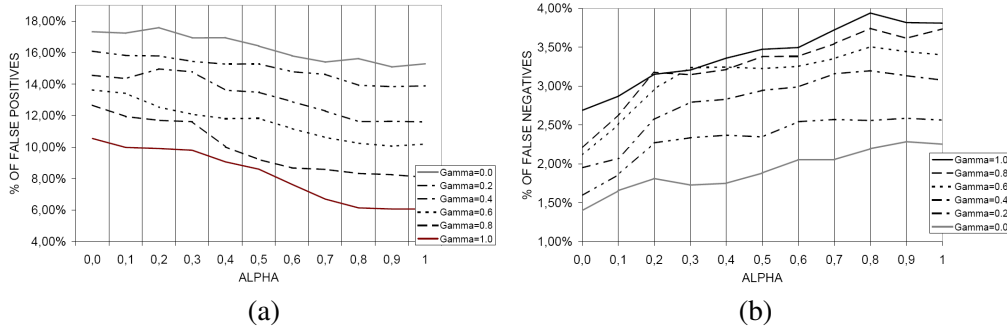 (a)
18,00%
16,00%
14,00%
12,00%
10,00%
8,00%
6,00%
4,00%
% OF FALSE POSITIVES
Gamma=0.0
Gamma=0.2
Gamma=0.4
Gamma=0.6
Gamma=0.8
Gamma=1.0
0,0 0,1 0,2 0,3 0,4 0,5 0,6 0,7 0,8 0,9 1
ALPHA
(a)
(b)
4,00%
3,50%
3,00%
2,50%
2,00%
1,50%
1,00%
% OF FALSE NEGATIVES
Gamma=1.0
Gamma=0.8
Gamma=0.6
Gamma=0.4
Gamma=0.2
Gamma=0.0
0,0 0,1 0,2 0,3 0,4 0,5 0,6 0,7 0,8 0,9 1
ALPHA
(b)